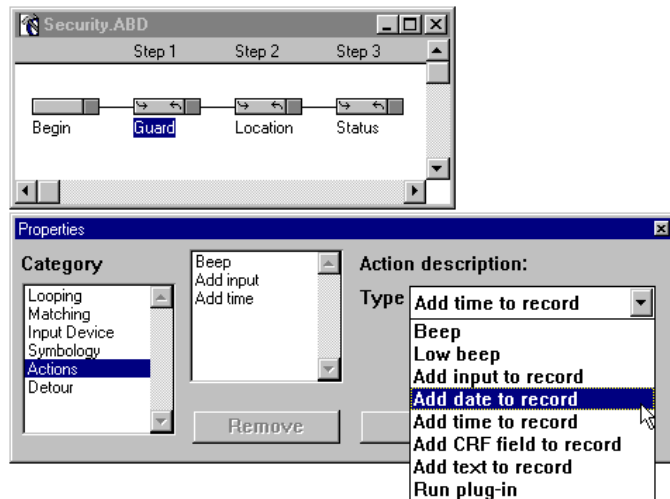 Security.ABD
Step 1 Step 2 Step 3
Begin Guard Location Status
Properties
Category
Looping
Matching
Input Device
Symbology
Actions
Detour
Beep
Add input
Add time
Remove
Action description:
Type Add time to record
Beep
Low beep
Add input to record
Add date to record
Add time to record
Add CRF field to record
Add text to record
Run plug-in